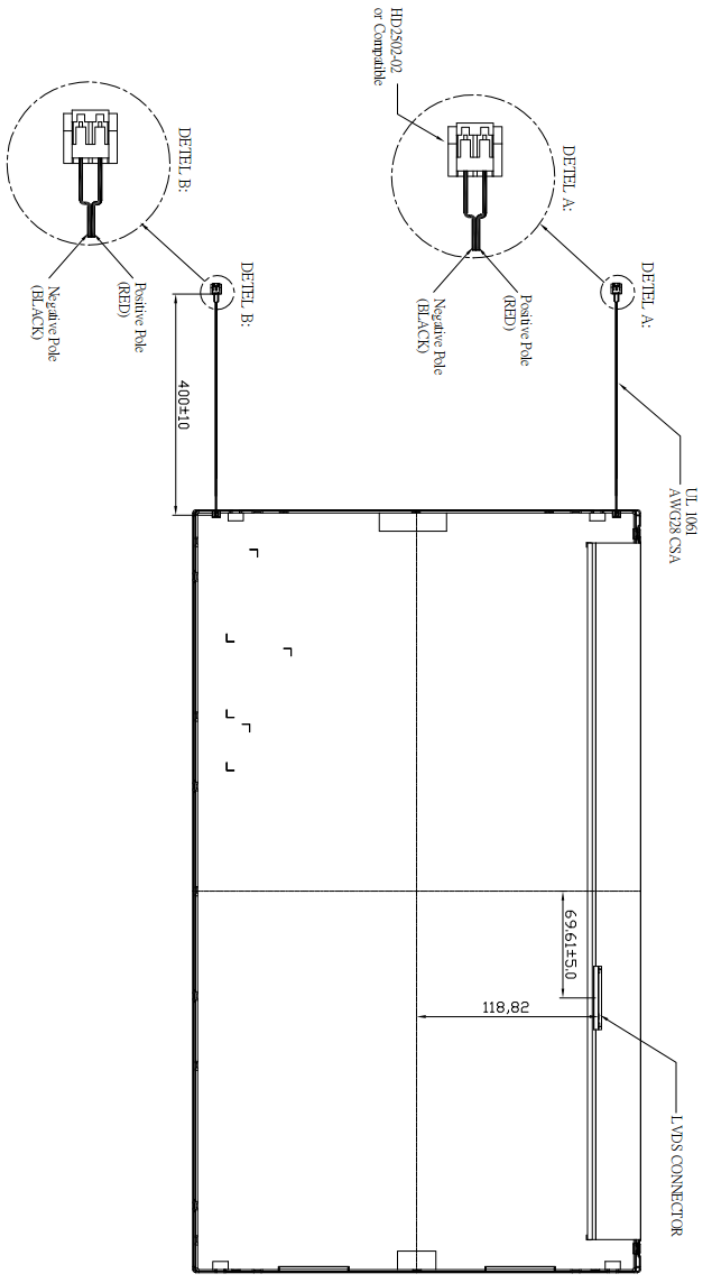 HD2502-02
or Compatible
DETEL A:
Positive Pole
(RED)
Negative Pole
(BLACK)
DETEL A:
UL 1061
AWG28 CSA
DETEL B:
Positive Pole
(RED)
Negative Pole
(BLACK)
DETEL B:
400±10
69,61±5,0
118,82
LVDS CONNECTOR